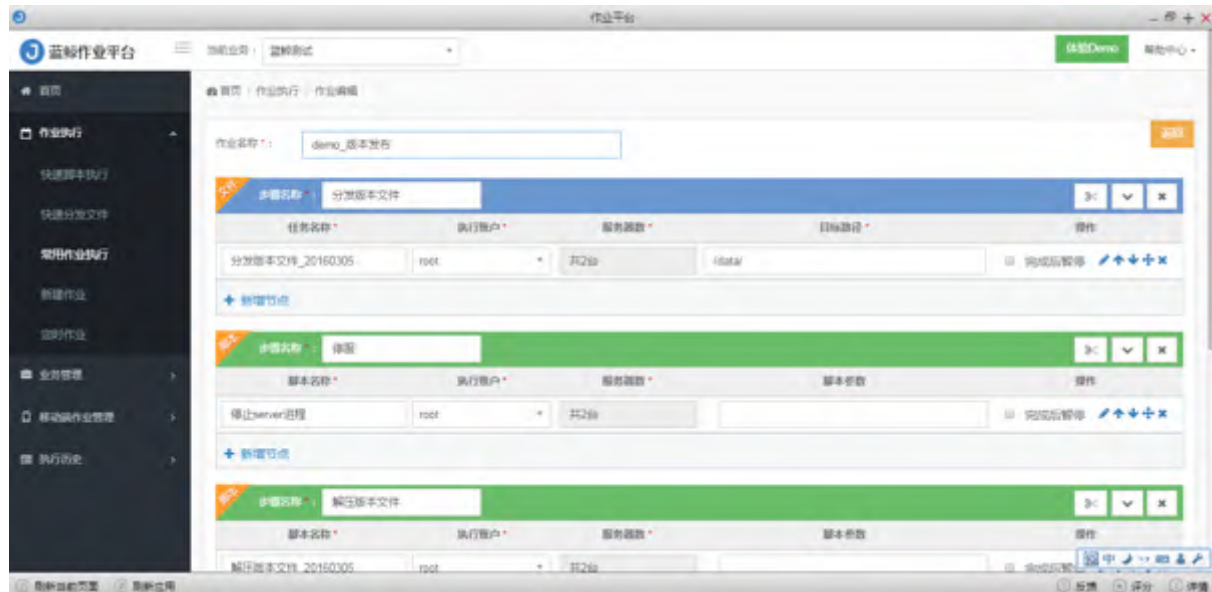 作业平台
蓝鲸作业平台
当前业务： 蓝鲸测试
体验Demo 帮助中心
首页
首页 / 作业执行 / 作业编辑
作业执行
作业名称*： demo_版本发布
返回
快速脚本执行
快速分发文件
常用作业执行
新建作业
定时作业
业务管理
移动端作业管理
执行历史
文件 步骤名称*： 分发版本文件
任务名称* 执行账户* 服务器数* 目标路径* 操作
分发版本文件_20160305 root 共2台 /data/ 完成后暂停
新增节点
脚本 步骤名称*： 停服
脚本名称* 执行账户* 服务器数* 脚本参数 操作
停止server进程 root 共2台 完成后暂停
新增节点
脚本 步骤名称*： 解压版本文件
脚本名称* 执行账户* 服务器数* 脚本参数 操作
解压版本文件_20160305 root 共2台
中
刷新当前页面 刷新应用
反馈 评分 详情